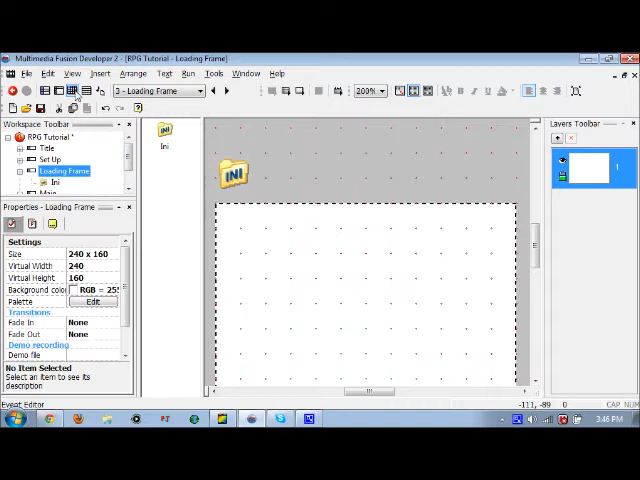 Multimedia Fusion Developer 2 - [RPG Tutorial - Loading Frame]
File Edit View Insert Arrange Text Run Tools Window Help
3 - Loading Frame 200%
Workspace Toolbar
RPG Tutorial *
Title
Set Up
Loading Frame
Ini
Main
Ini
INI
Layers Toolbar
1
Properties - Loading Frame
Settings
Size 240 x 160
Virtual Width 240
Virtual Height 160
Background colo RGB = 25
Palette Edit
Transitions
Fade In None
Fade Out None
Demo recording
Demo file
No Item Selected
Select an item to see its
description
Event Editor -111, -89 0 CAP NUM
3:46 PM